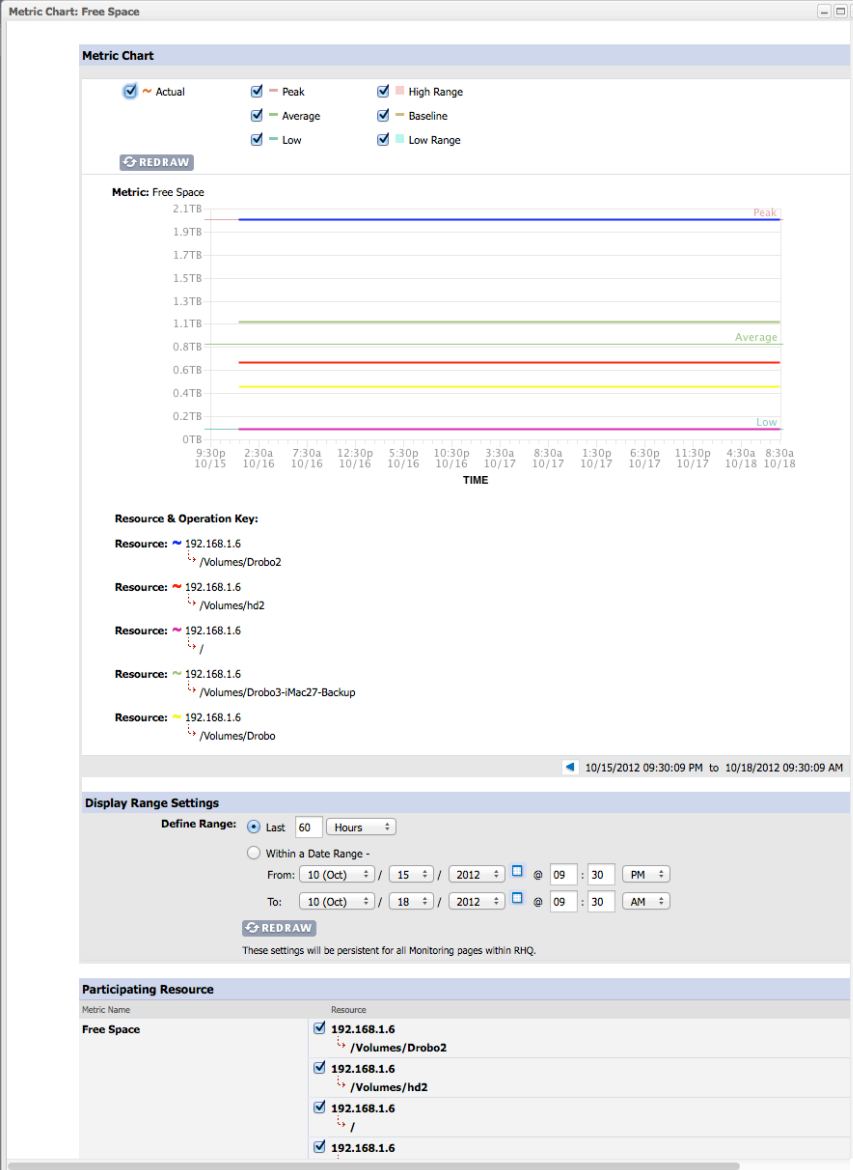 Metric Chart: Free Space
Metric Chart
Actual Peak High Range
Average Baseline
Low Low Range
REDRAW
Metric: Free Space
2.1TB
Peak
1.9TB
1.7TB
1.5TB
1.3TB
1.1TB
Average
0.8TB
0.6TB
0.4TB
0.2TB
Low
0TB
9:30p 2:30a 7:30a 12:30p 5:30p 10:30p 3:30a 8:30a 1:30p 6:30p 11:30p 4:30a 8:30a
10/15 10/16 10/16 10/16 10/16 10/16 10/17 10/17 10/17 10/17 10/17 10/18 10/18
TIME
Resource & Operation Key:
Resource: 192.168.1.6
/Volumes/Drobo2
Resource: 192.168.1.6
/Volumes/hd2
Resource: 192.168.1.6
/
Resource: 192.168.1.6
/Volumes/Drobo3-iMac27-Backup
Resource: 192.168.1.6
/Volumes/Drobo
10/15/2012 09:30:09 PM to 10/18/2012 09:30:09 AM
Display Range Settings
Define Range: Last 60 Hours
Within a Date Range -
From: 10 (Oct) / 15 / 2012 @ 09 : 30 PM
To: 10 (Oct) / 18 / 2012 @ 09 : 30 AM
REDRAW
These settings will be persistent for all Monitoring pages within RHQ.
Participating Resource
Metric Name Resource
Free Space 192.168.1.6
/Volumes/Drobo2
192.168.1.6
/Volumes/hd2
192.168.1.6
/
192.168.1.6